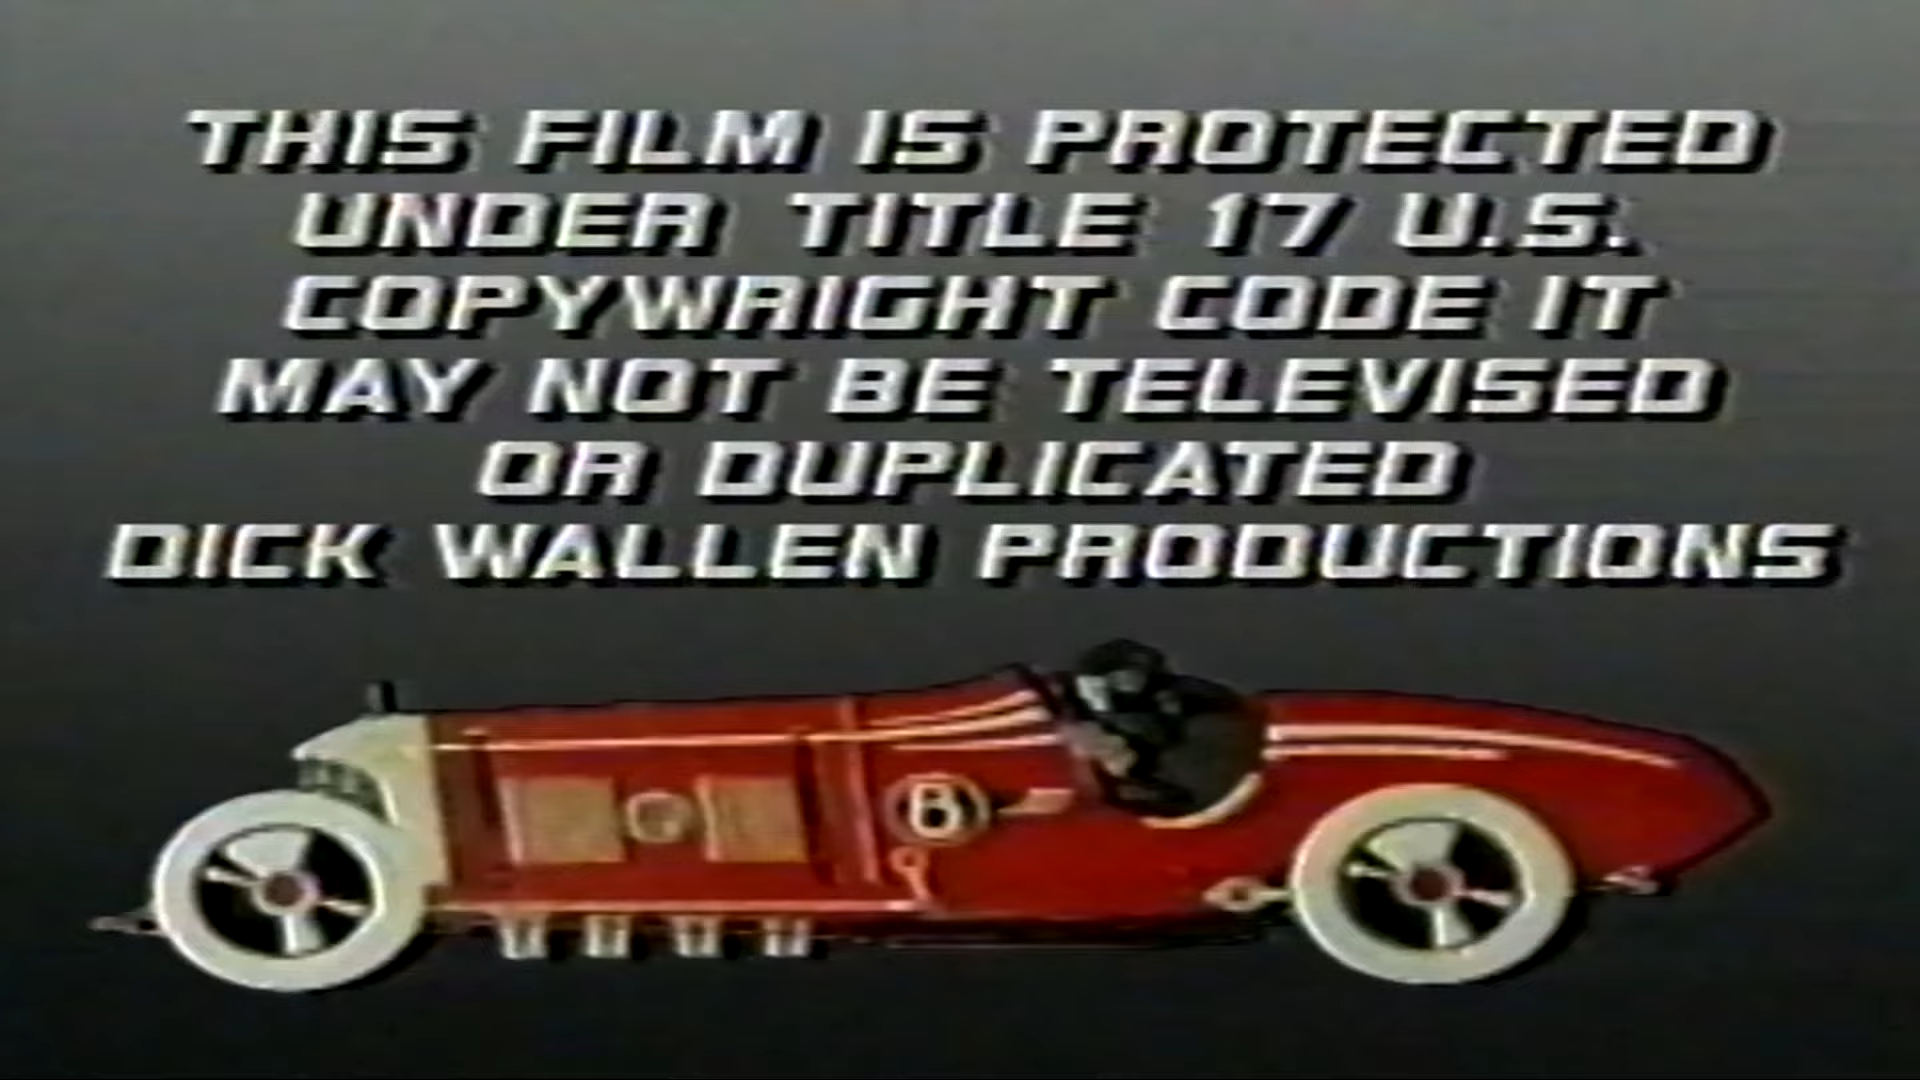 THIS FILM IS PROTECTED
UNDER TITLE 17 U.S.
COPYWRIGHT CODE IT
MAY NOT BE TELEVISED
OR DUPLICATED
DICK WALLEN PRODUCTIONS
8